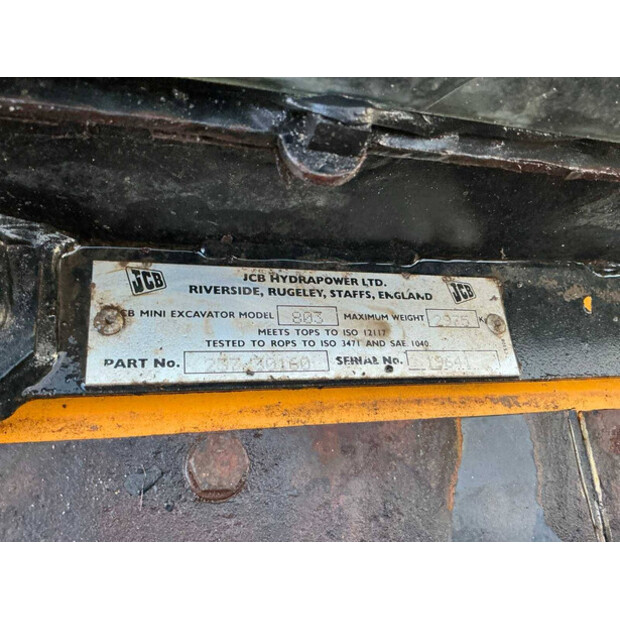 JCB
JCB HYDRAPOWER LTD.
RIVERSIDE, RUGELEY, STAFFS, ENGLAND
JCB
CB MINI EXCAVATOR MODEL 803 MAXIMUM WEIGHT
MEETS TOPS TO ISO 12117
TESTED TO ROPS TO ISO 3471 AND SAE 1040
PART No. SERIAL No.